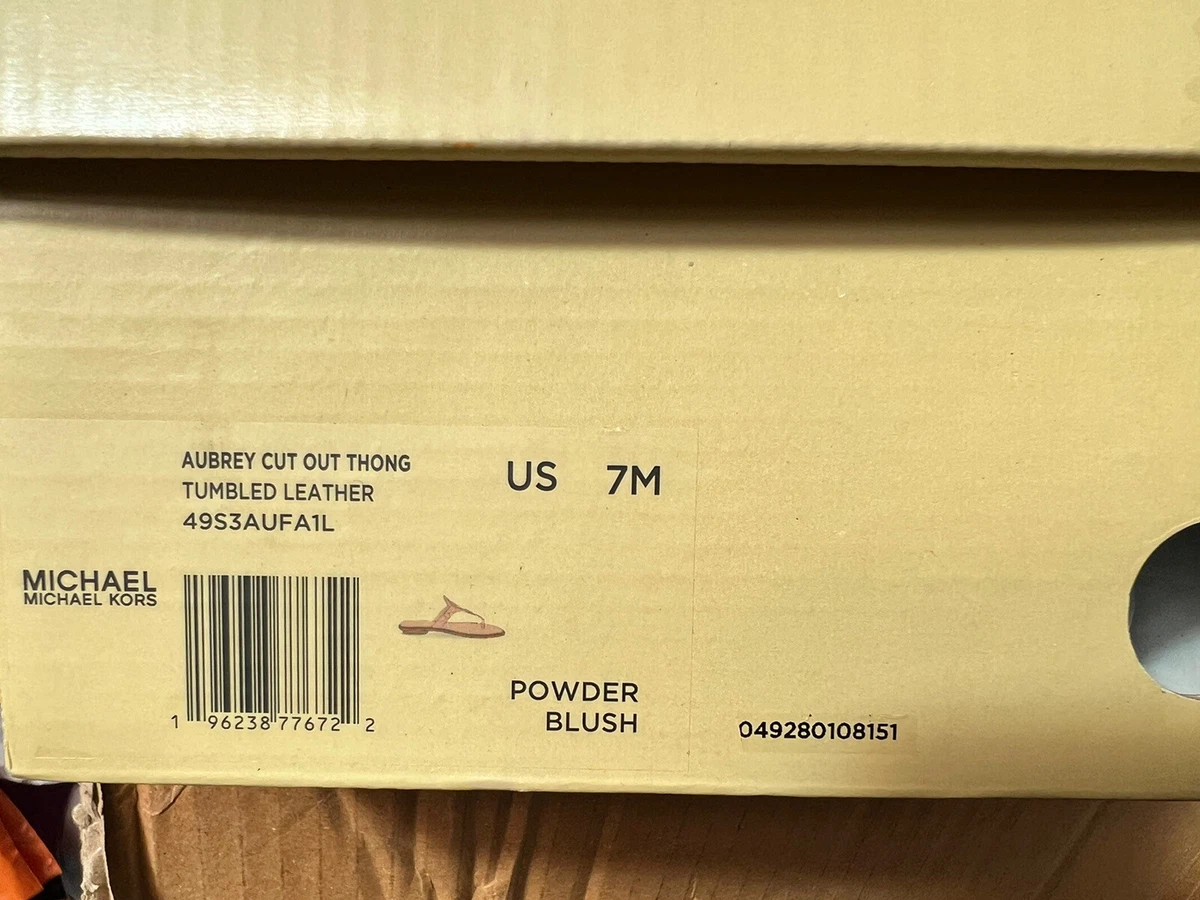 AUBREY CUT OUT THONG
TUMBLED LEATHER
49S3AUFA1L
US 7M
MICHAEL
MICHAEL KORS
1 96238 77672 2
POWDER
BLUSH
049280108151